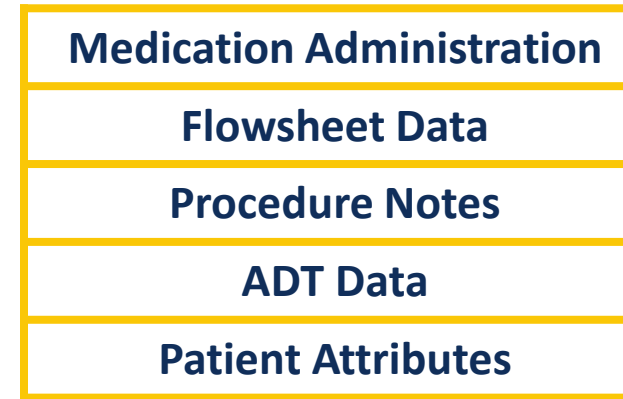 Medication Administration
Flowsheet Data
Procedure Notes
ADT Data
Patient Attributes